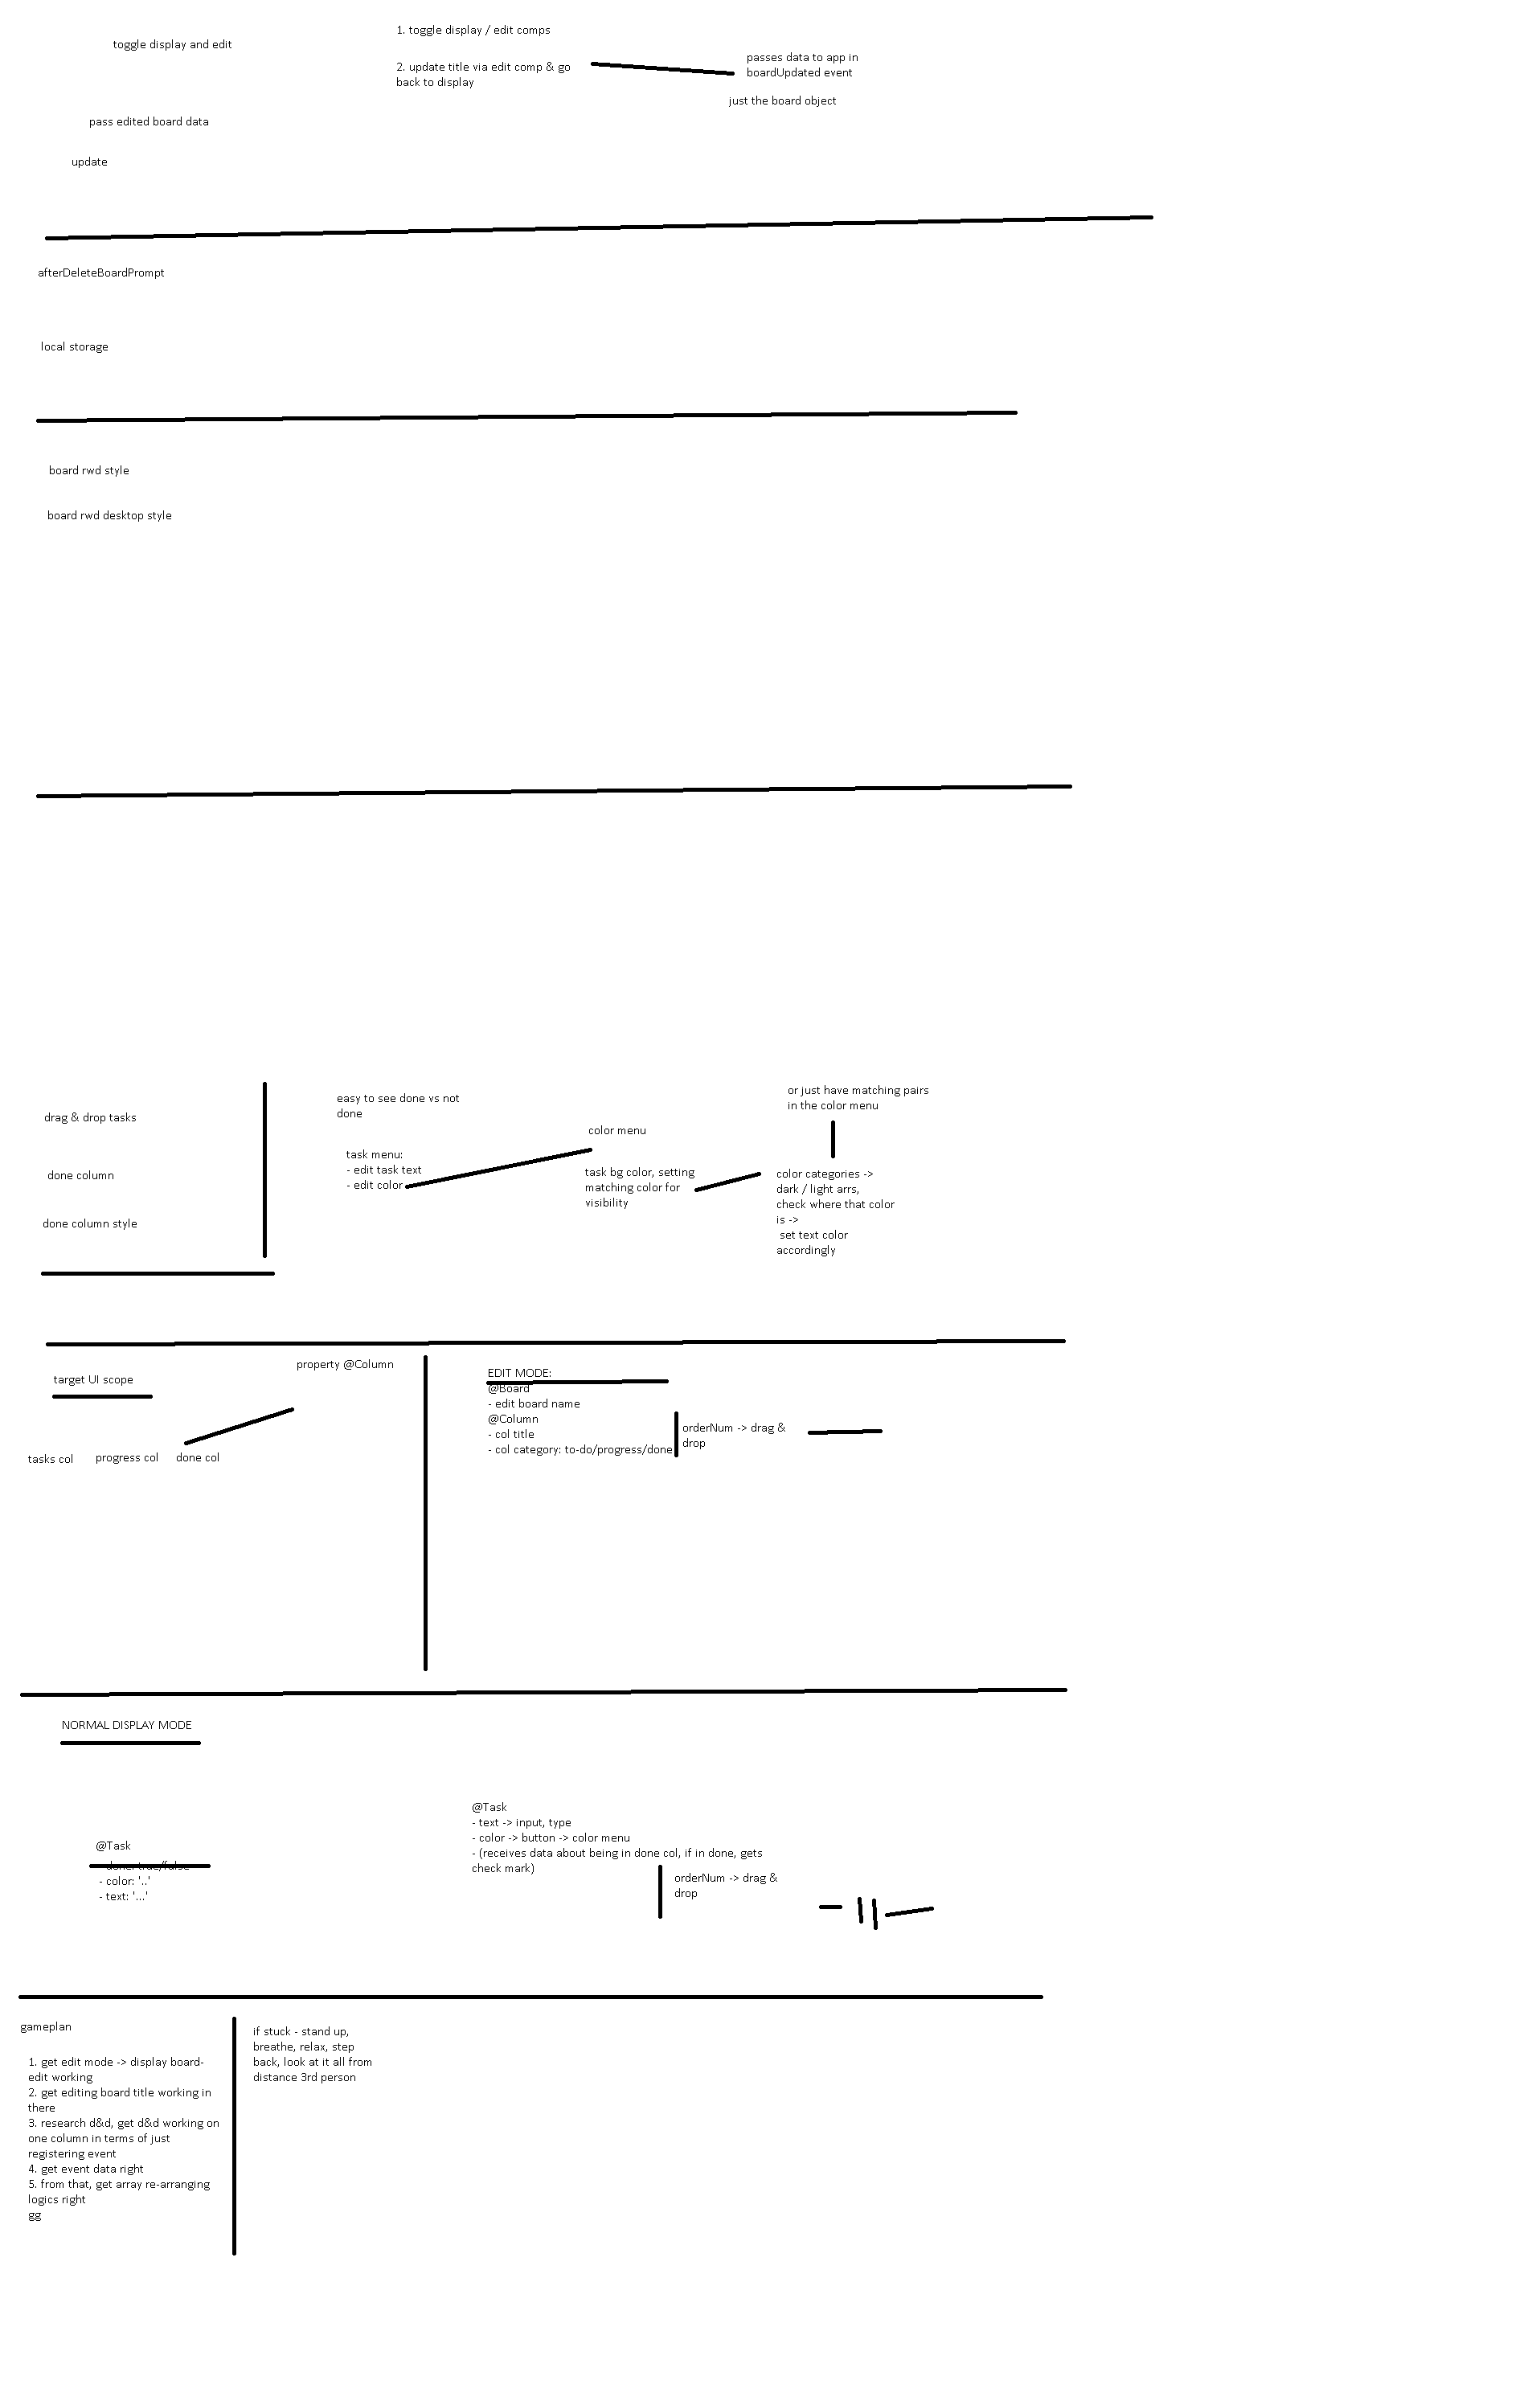 toggle display and edit
1. toggle display / edit comps
2. update title via edit comp & go
back to display
passes data to app in
boardUpdated event
just the board object
pass edited board data
update
afterDeleteBoardPrompt
local storage
board rwd style
board rwd desktop style
drag & drop tasks
done column
done column style
easy to see done vs not
done
task menu:
- edit task text
- edit color
color menu
task bg color, setting
matching color for
visibility
or just have matching pairs
in the color menu
color categories ->
dark / light arrs,
check where that color
is ->
set text color
accordingly
target UI scope
property @Column
tasks col
progress col
done col
EDIT MODE:
@Board
- edit board name
@Column
- col title
- col category: to-do/progress/done
orderNum -> drag &
drop
NORMAL DISPLAY MODE
@Task
- done: true/false
- color: '..'
- text: '...'
@Task
- text -> input, type
- color -> button -> color menu
- (receives data about being in done col, if in done, gets
check mark)
orderNum -> drag &
drop
gameplan
1. get edit mode -> display board-
edit working
2. get editing board title working in
there
3. research d&d, get d&d working on
one column in terms of just
registering event
4. get event data right
5. from that, get array re-arranging
logics right
gg
if stuck - stand up,
breathe, relax, step
back, look at it all from
distance 3rd person